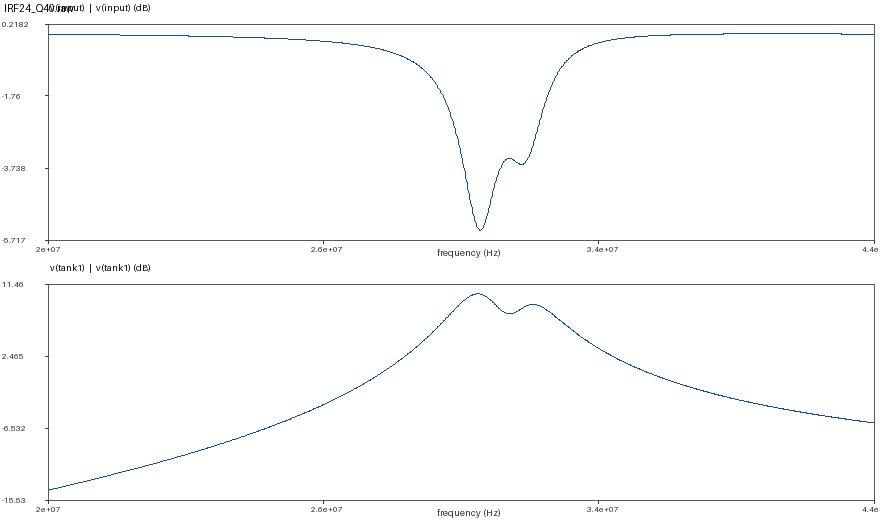 IRF24_Q40.raw
v(input) | v(input) (dB)
0.2182
-1.76
-3.738
-5.717
2e+07 2.6e+07 3.4e+07 4.4e
frequency (Hz)
v(tank1) | v(tank1) (dB)
11.46
2.465
-6.532
-15.53
2e+07 2.6e+07 3.4e+07 4.4e
frequency (Hz)